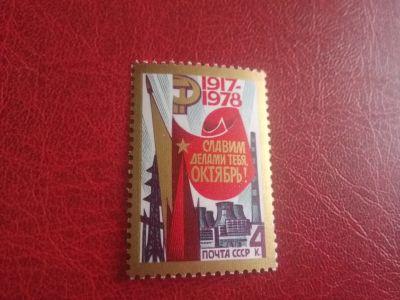 1917-
1978
СЛАВИМ
ДЕЛАМИ ТЕБЯ,
ОКТЯБРЬ!
ПОЧТА СССР К 4